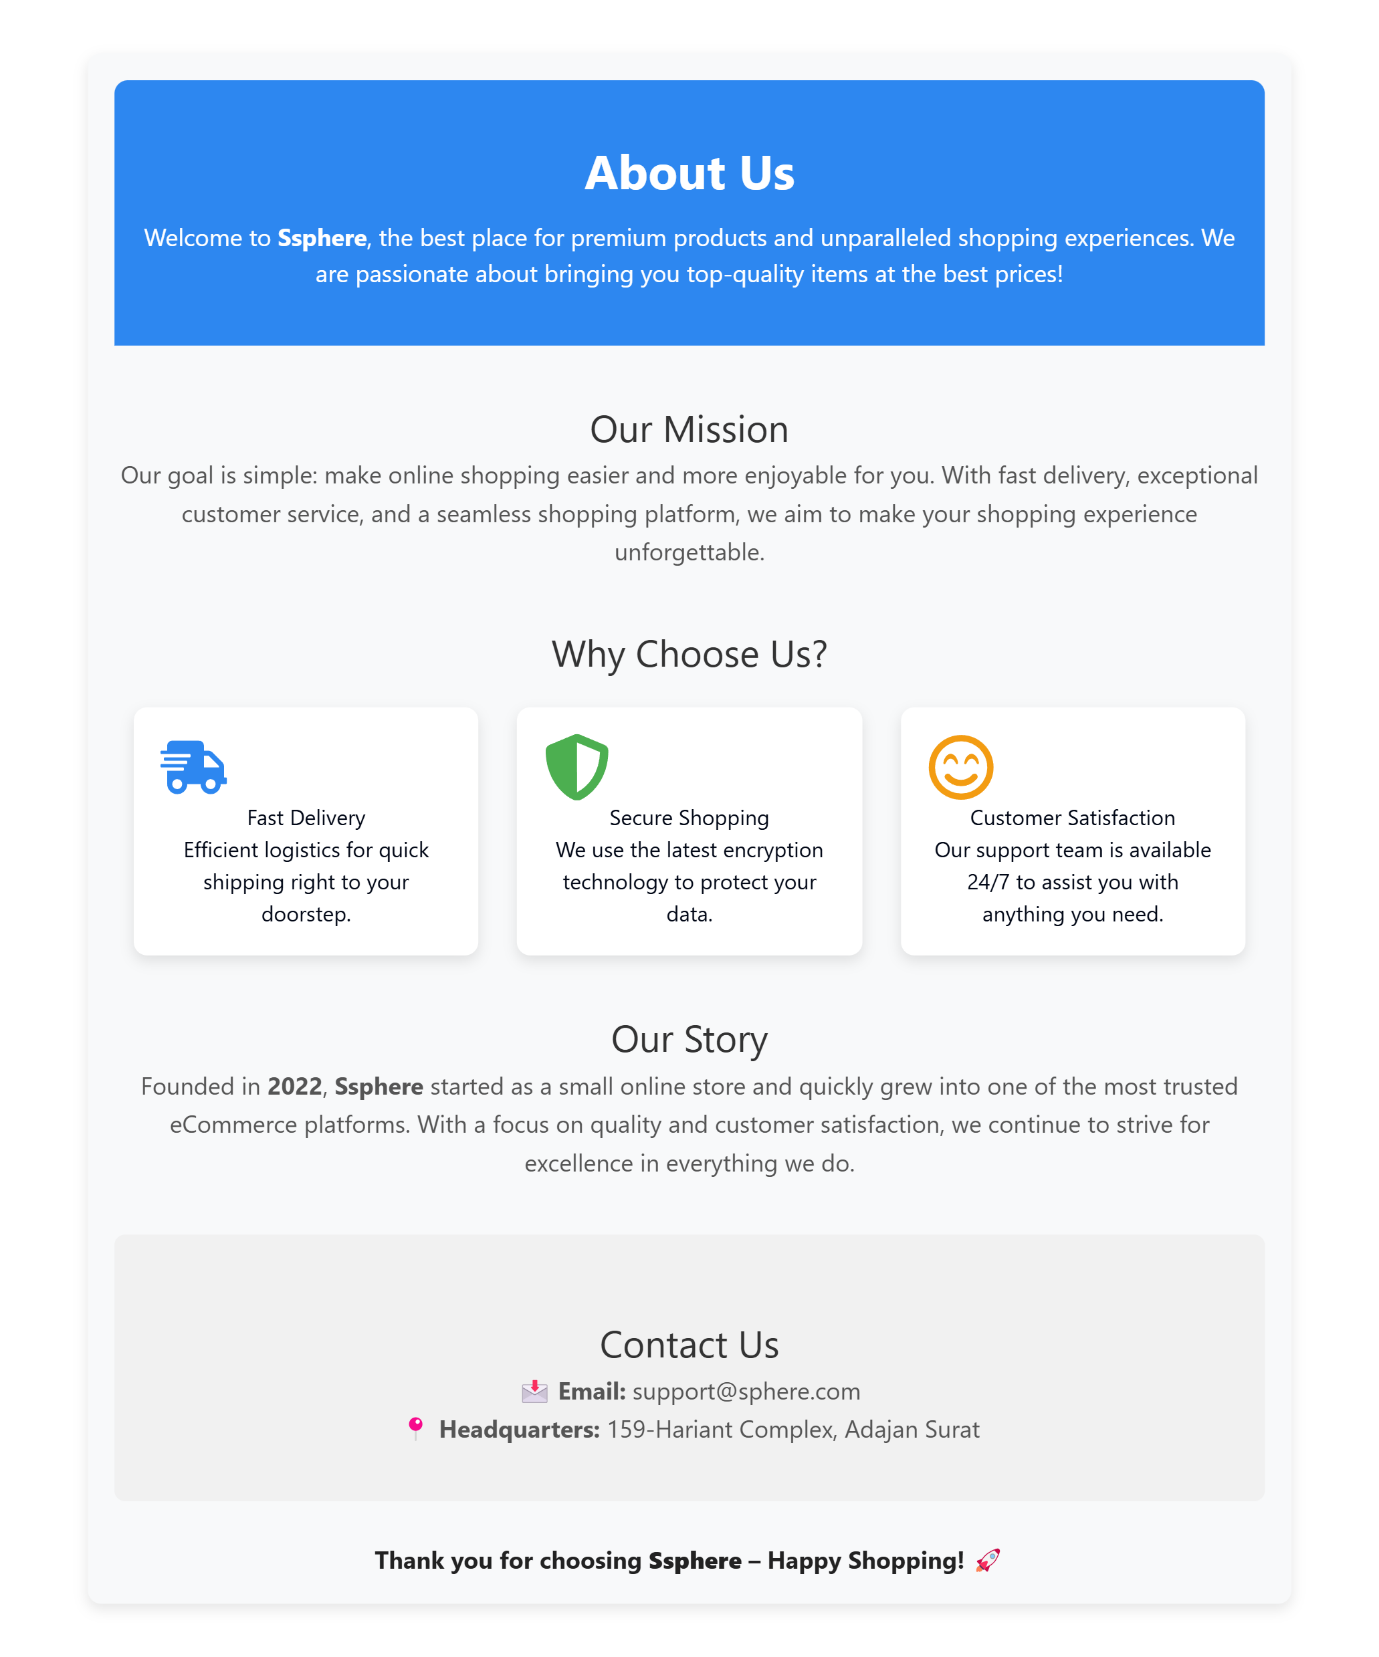 About Us
Welcome to Ssphere, the best place for premium products and unparalleled shopping experiences. We
are passionate about bringing you top-quality items at the best prices!
Our Mission
Our goal is simple: make online shopping easier and more enjoyable for you. With fast delivery, exceptional
customer service, and a seamless shopping platform, we aim to make your shopping experience
unforgettable.
Why Choose Us?
Fast Delivery
Efficient logistics for quick
shipping right to your
doorstep.
Secure Shopping
We use the latest encryption
technology to protect your
data.
Customer Satisfaction
Our support team is available
24/7 to assist you with
anything you need.
Our Story
Founded in 2022, Ssphere started as a small online store and quickly grew into one of the most trusted
eCommerce platforms. With a focus on quality and customer satisfaction, we continue to strive for
excellence in everything we do.
Contact Us
📩 Email: support@sphere.com
📍 Headquarters: 159-Hariant Complex, Adajan Surat
Thank you for choosing Ssphere – Happy Shopping! 🚀